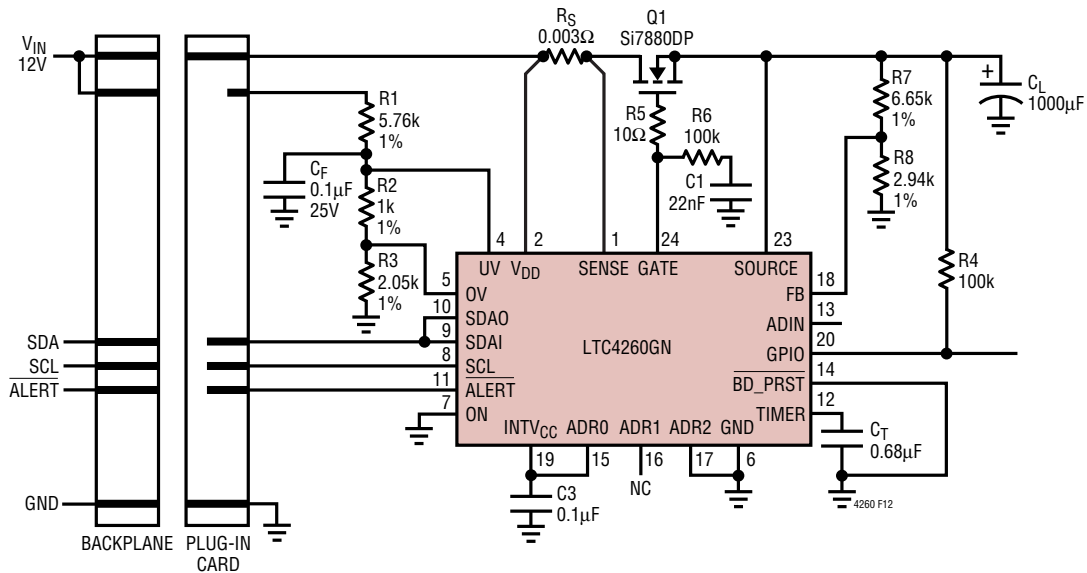 VIN
12V
RS
0.003Ω
Q1
Si7880DP
R1
5.76k
1%
CF
0.1µF
25V
R2
1k
1%
R3
2.05k
1%
R5
10Ω
R6
100k
C1
22nF
R7
6.65k
1%
R8
2.94k
1%
+
CL
1000µF
R4
100k
4
2
1
24
23
UV
VDD
SENSE
GATE
SOURCE
5
OV
10
SDAO
9
SDAI
8
SCL
11
ALERT
7
ON
LTC4260GN
FB
18
ADIN
13
GPIO
20
BD_PRST
14
TIMER
12
INTVCC
ADR0
ADR1
ADR2
GND
19
15
16
17
6
NC
C3
0.1µF
CT
0.68µF
4260 F12
SDA
SCL
ALERT
GND
BACKPLANE
PLUG-IN
CARD